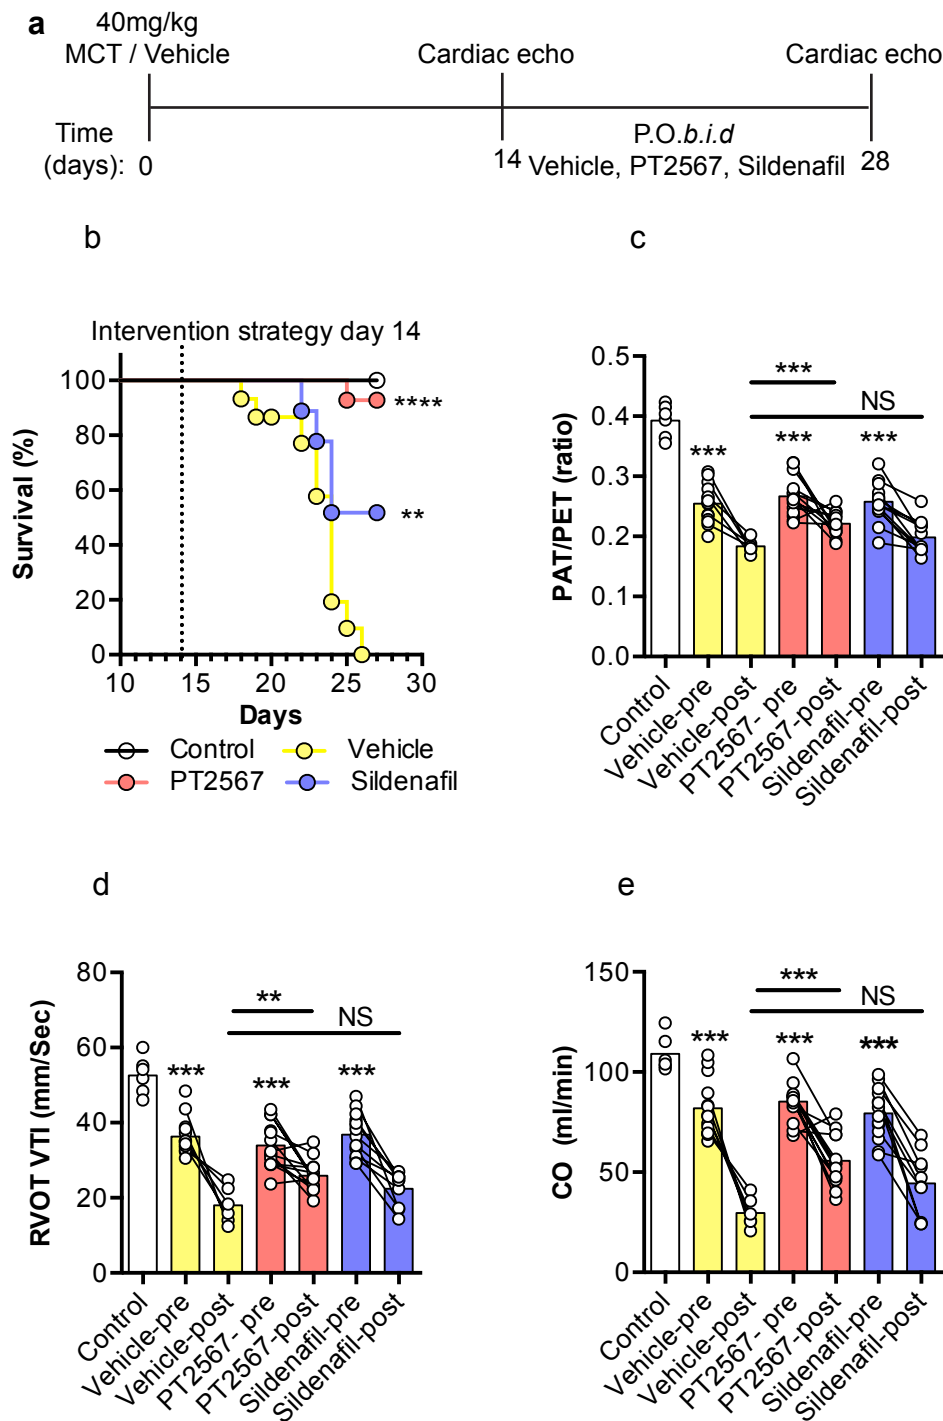 a
40mg/kg
MCT / Vehicle
Cardiac echo
Cardiac echo
Time
(days):
0
14
P.O.b.i.d
Vehicle, PT2567, Sildenafil
28
b
Intervention strategy day 14
Survival (%)
100
80
60
40
20
0
****
**
10
15
20
25
30
Days
Control
Vehicle
PT2567
Sildenafil
c
PAT/PET (ratio)
0.5
0.4
0.3
0.2
0.1
0.0
***
NS
***
***
***
Control
Vehicle-pre
Vehicle-post
PT2567- pre
PT2567-post
Sildenafil-pre
Sildenafil-post
d
RVOT VTI (mm/Sec)
80
60
40
20
0
**
NS
***
***
***
Control
Vehicle-pre
Vehicle-post
PT2567- pre
PT2567-post
Sildenafil-pre
Sildenafil-post
e
CO (ml/min)
150
100
50
0
***
NS
***
***
***
Control
Vehicle-pre
Vehicle-post
PT2567- pre
PT2567-post
Sildenafil-pre
Sildenafil-post